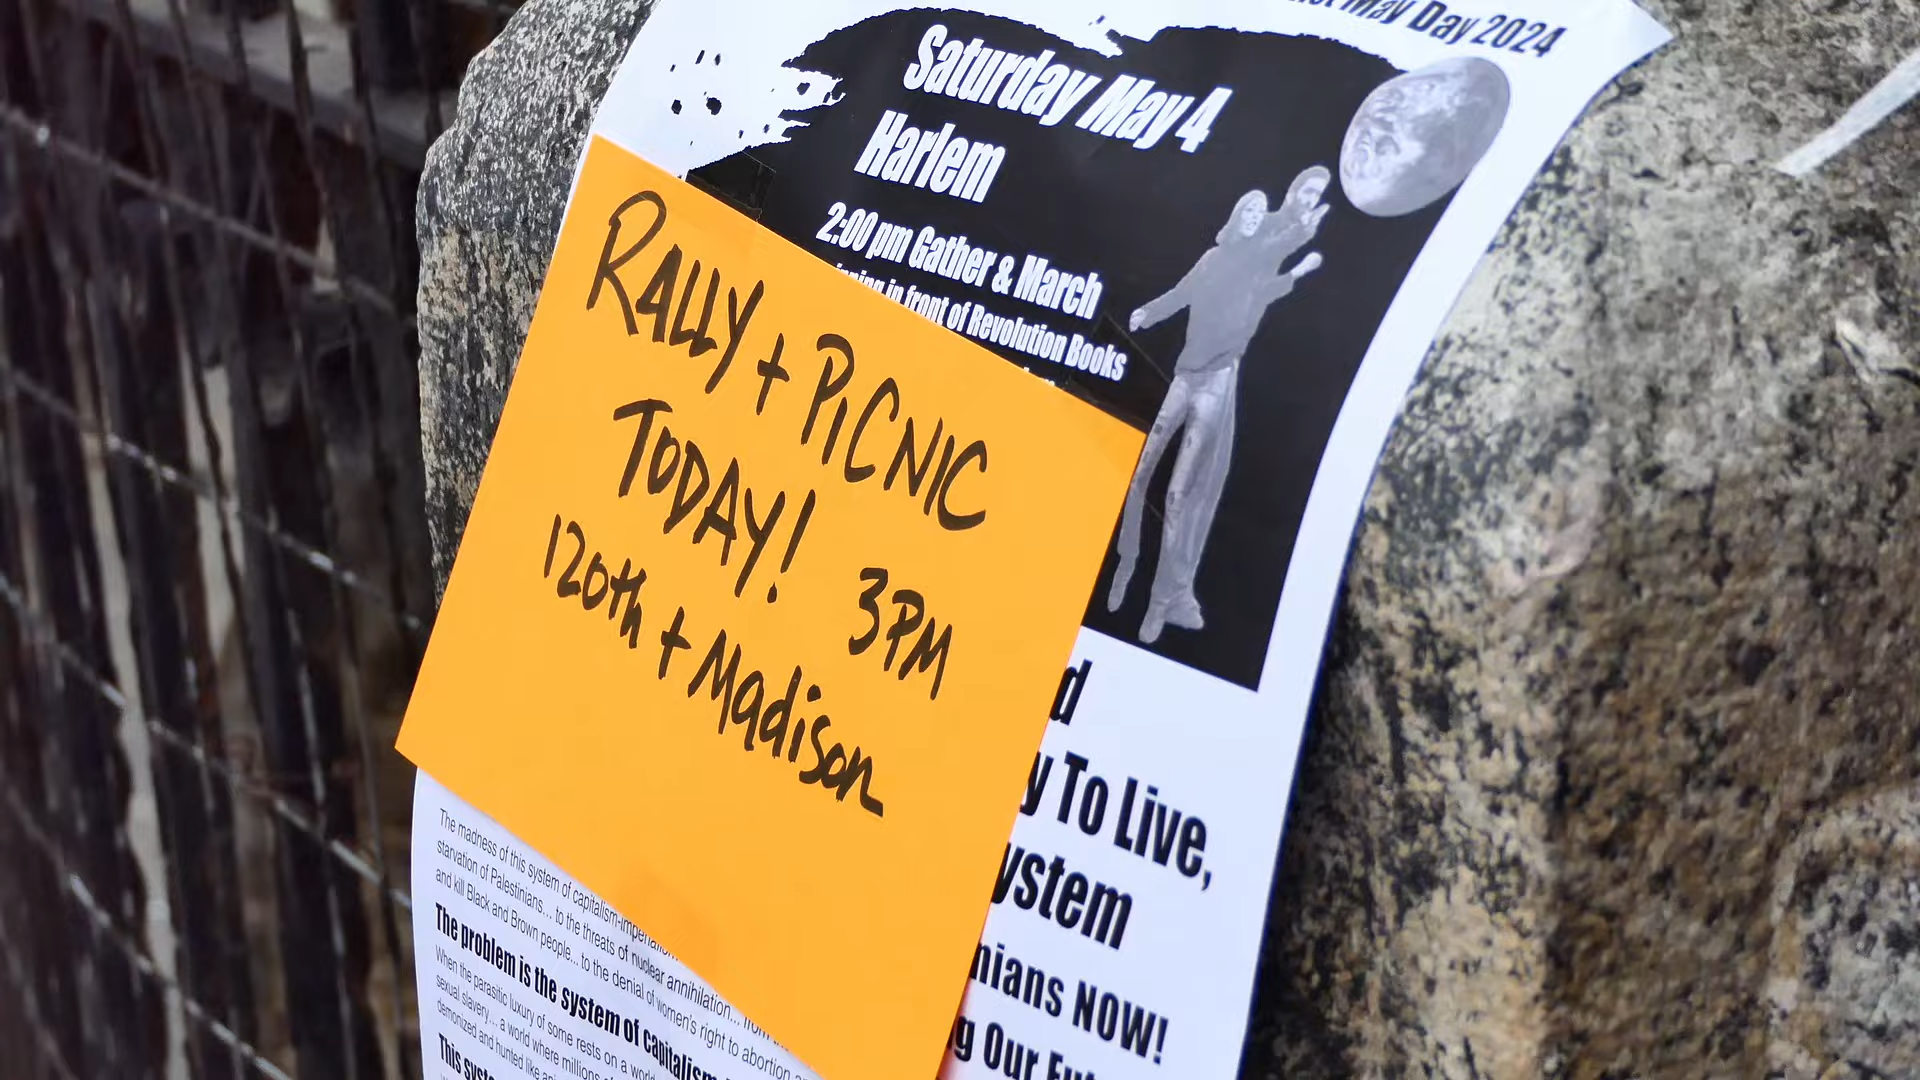 May Day 2024
Saturday May 4
Harlem
2:00 pm Gather & March
in front of Revolution Books
RALLY + PiCNIC
TODAY! 3PM
120th + Madison
d
y To Live,
ystem
nians NOW!
g Our Fut
The madness of this system of capitalism-imperialism
starvation of Palestinians... to the threats of nuclear annihilation... from the
and kill Black and Brown people... to the denial of women's right to abortion
The problem is the system of capitalism
When the parasitic luxury of some rests on a world
sexual slavery... a world where millions of
demonized and hunted like
This syste